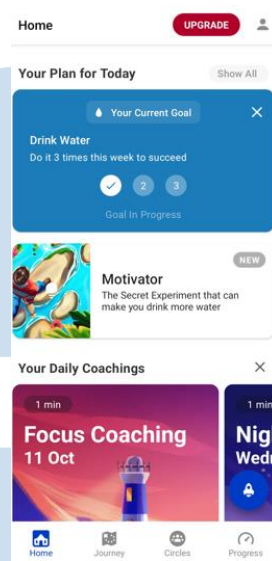 Home
UPGRADE
Your Plan for Today
Show All
Your Current Goal
Drink Water
Do it 3 times this week to succeed
2 3
Goal In Progress
NEW
Motivator
The Secret Experiment that can
make you drink more water
Your Daily Coachings
1 min
Focus Coaching
11 Oct
1 min
Nig
Wed
Home Journey Circles Progress